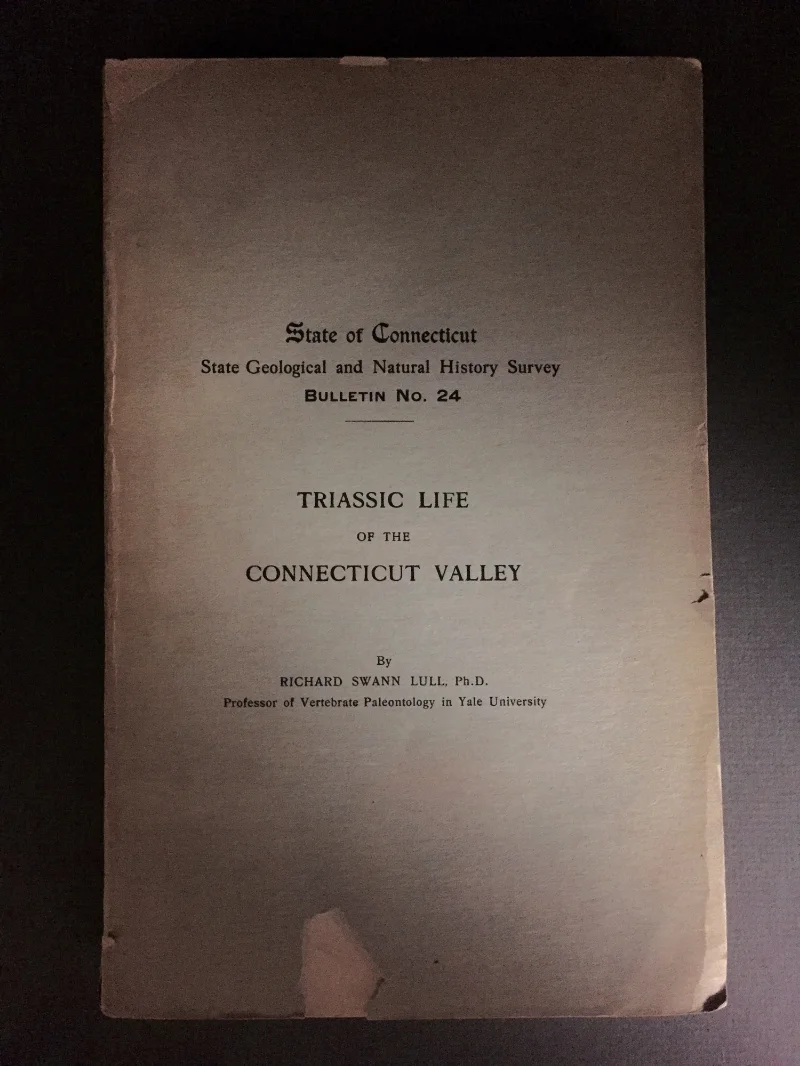 State of Connecticut
State Geological and Natural History Survey
BULLETIN NO. 24
TRIASSIC LIFE
OF THE
CONNECTICUT VALLEY
By
RICHARD SWANN LULL, Ph.D.
Professor of Vertebrate Paleontology in Yale University